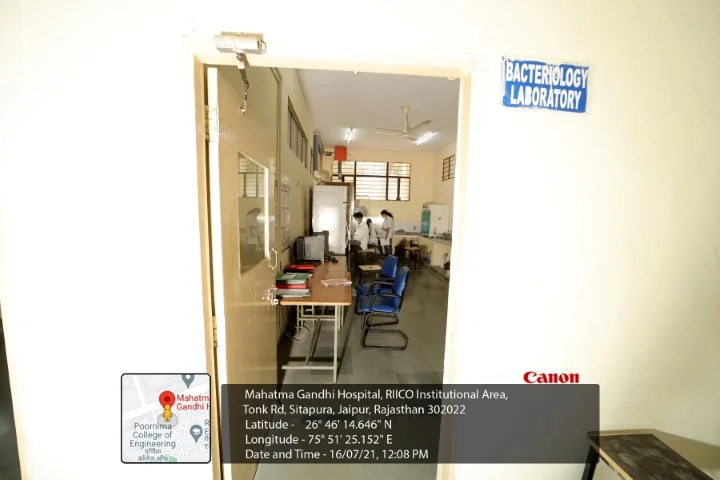 BACTERIOLOGY
LABORATORY
Canon
Mahatma Gandhi Hospital, RIICO Institutional Area,
Tonk Rd, Sitapura, Jaipur, Rajasthan 302022
Latitude - 26° 46' 14.646" N
Longitude - 75° 51' 25.152" E
Date and Time - 16/07/21, 12:08 PM
Mahatma
Gandhi H
Poornima
College of
Engineering
पूर्णिमा